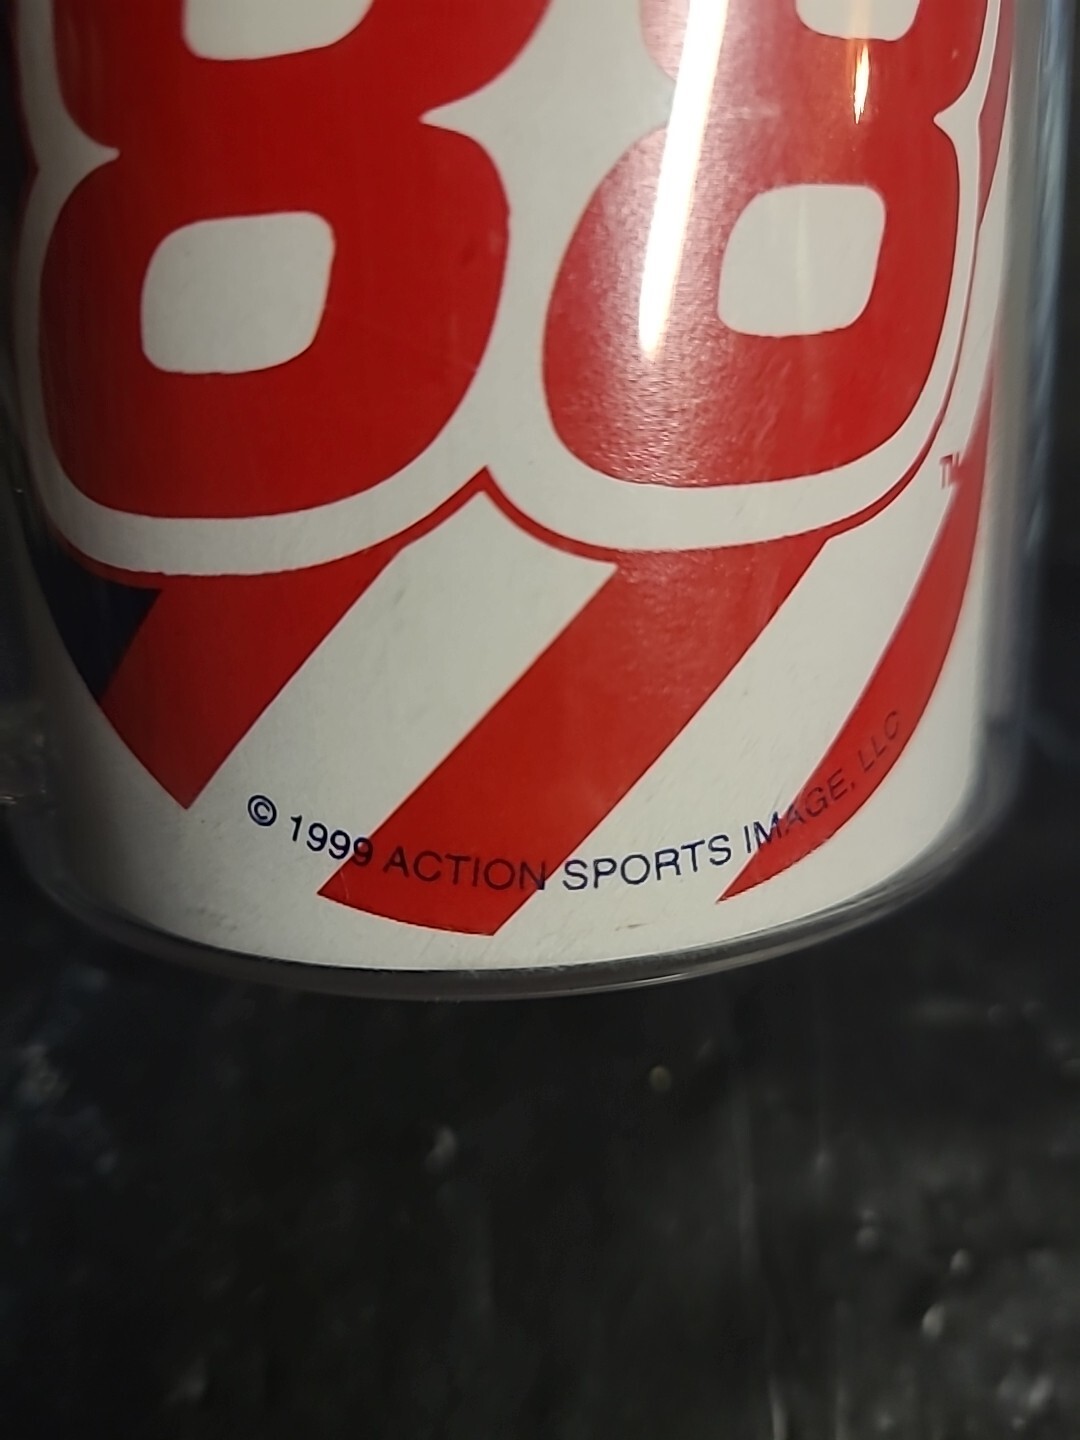 88
TM
© 1999 ACTION SPORTS IMAGE, LLC